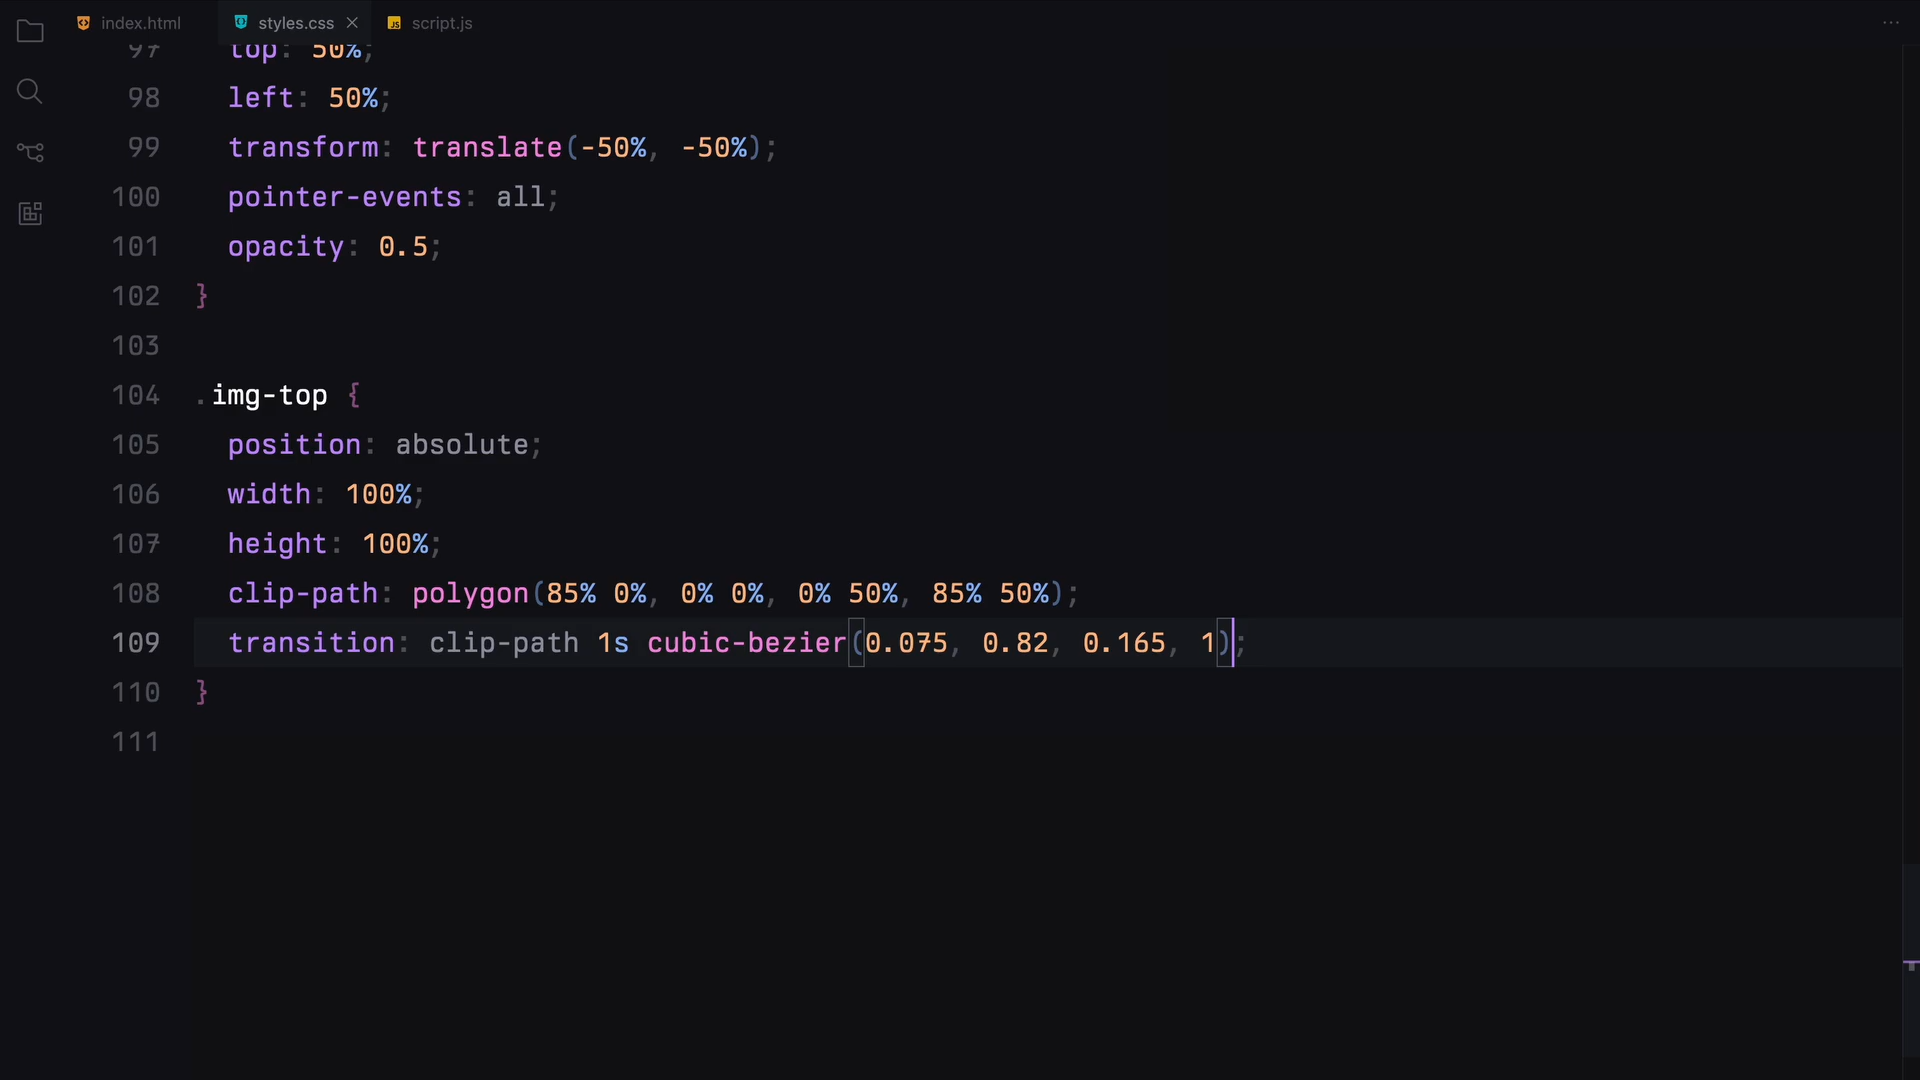 index.html styles.css script.js
97 top: 50%;
98 left: 50%;
99 transform: translate(-50%, -50%);
100 pointer-events: all;
101 opacity: 0.5;
102 }
103
104 .img-top {
105 position: absolute;
106 width: 100%;
107 height: 100%;
108 clip-path: polygon(85% 0%, 0% 0%, 0% 50%, 85% 50%);
109 transition: clip-path 1s cubic-bezier(0.075, 0.82, 0.165, 1);
110 }
111